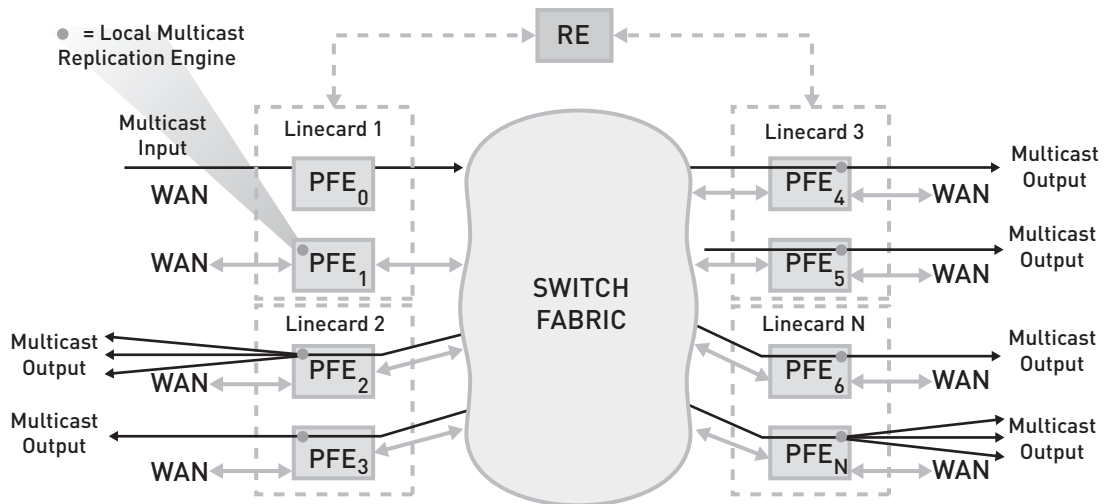 = Local Multicast
Replication Engine
RE
Multicast
Input
Linecard 1
WAN
PFE0
WAN
PFE1
Linecard 2
Multicast
Output
WAN
PFE2
Multicast
Output
WAN
PFE3
SWITCH
FABRIC
Linecard 3
PFE4
WAN
Multicast
Output
PFE5
WAN
Multicast
Output
Linecard N
PFE6
WAN
Multicast
Output
PFEN
WAN
Multicast
Output